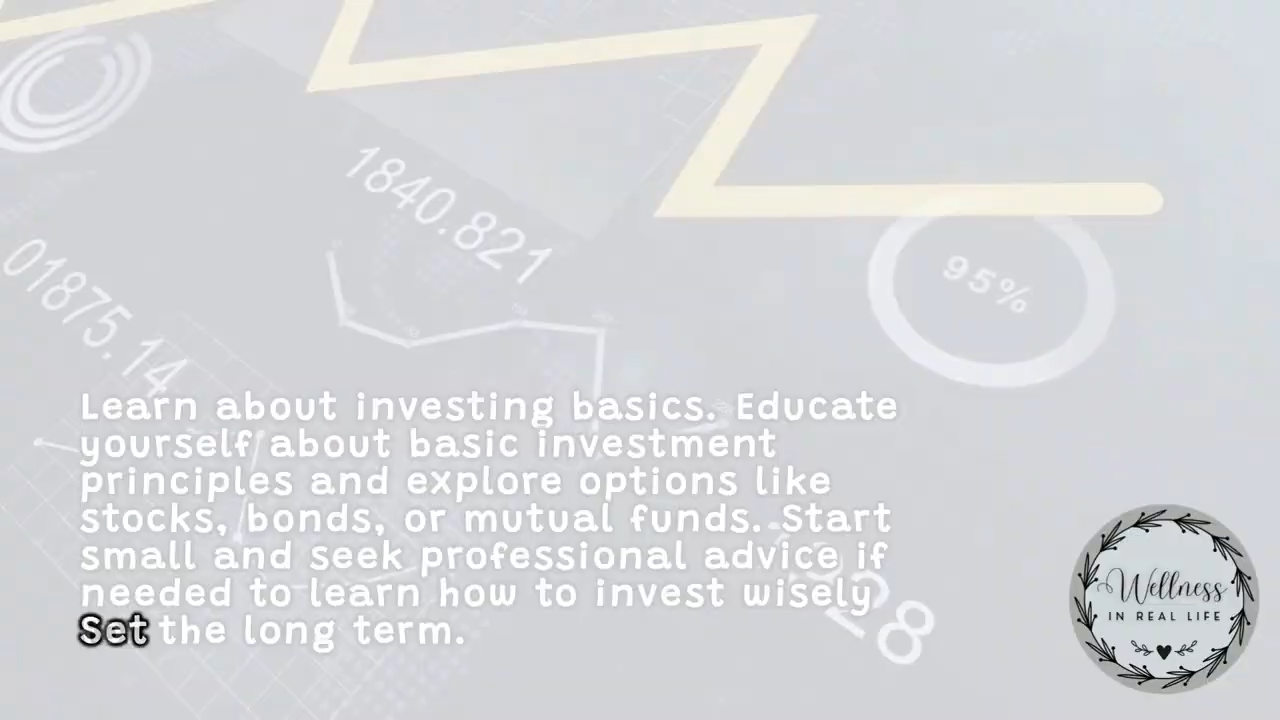 1840.821
01875.14
95%
Learn about investing basics. Educate
yourself about basic investment
principles and explore options like
stocks, bonds, or mutual funds. Start
small and seek professional advice if
needed to learn how to invest wisely
Set the long term.
28
Wellness
IN REAL LIFE